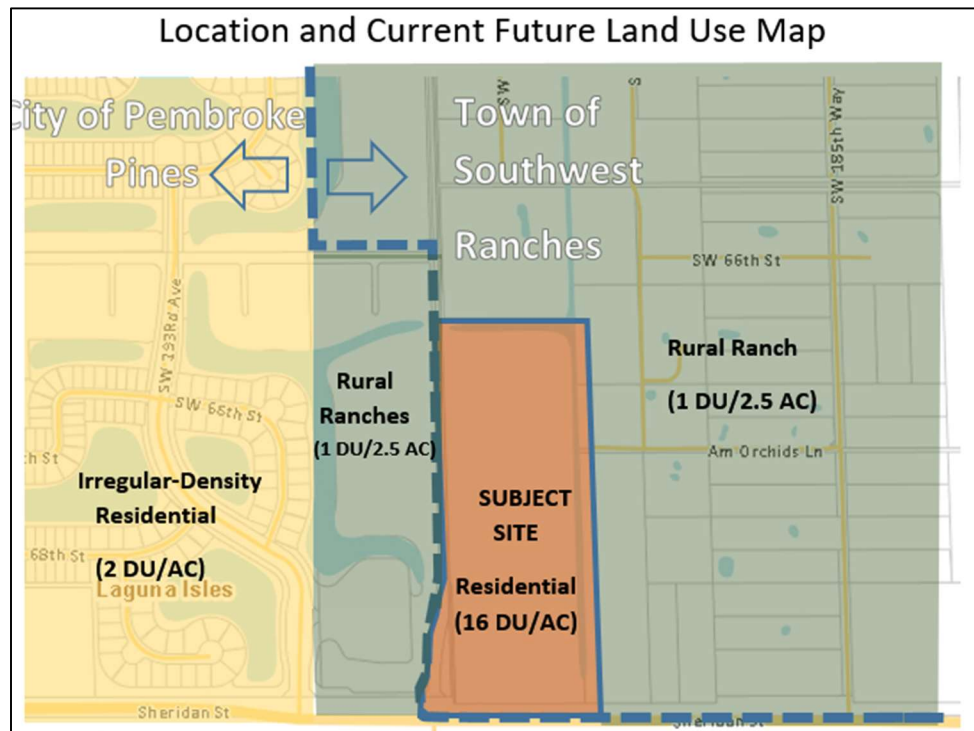 Location and Current Future Land Use Map
City of Pembroke
Pines
Town of
Southwest
Ranches
S W
S
SW 185th Way
SW 66th St
SW 193Rd Ave
Rural Ranch
(1 DU/2.5 AC)
Rural
Ranches
(1 DU/2.5 AC)
SW 65th St
Am Orchids Ln
th St
Irregular-Density
Residential
(2 DU/AC)
68th St
Laguna Isles
SUBJECT
SITE
Residential
(16 DU/AC)
Sheridan St
Sheridan St